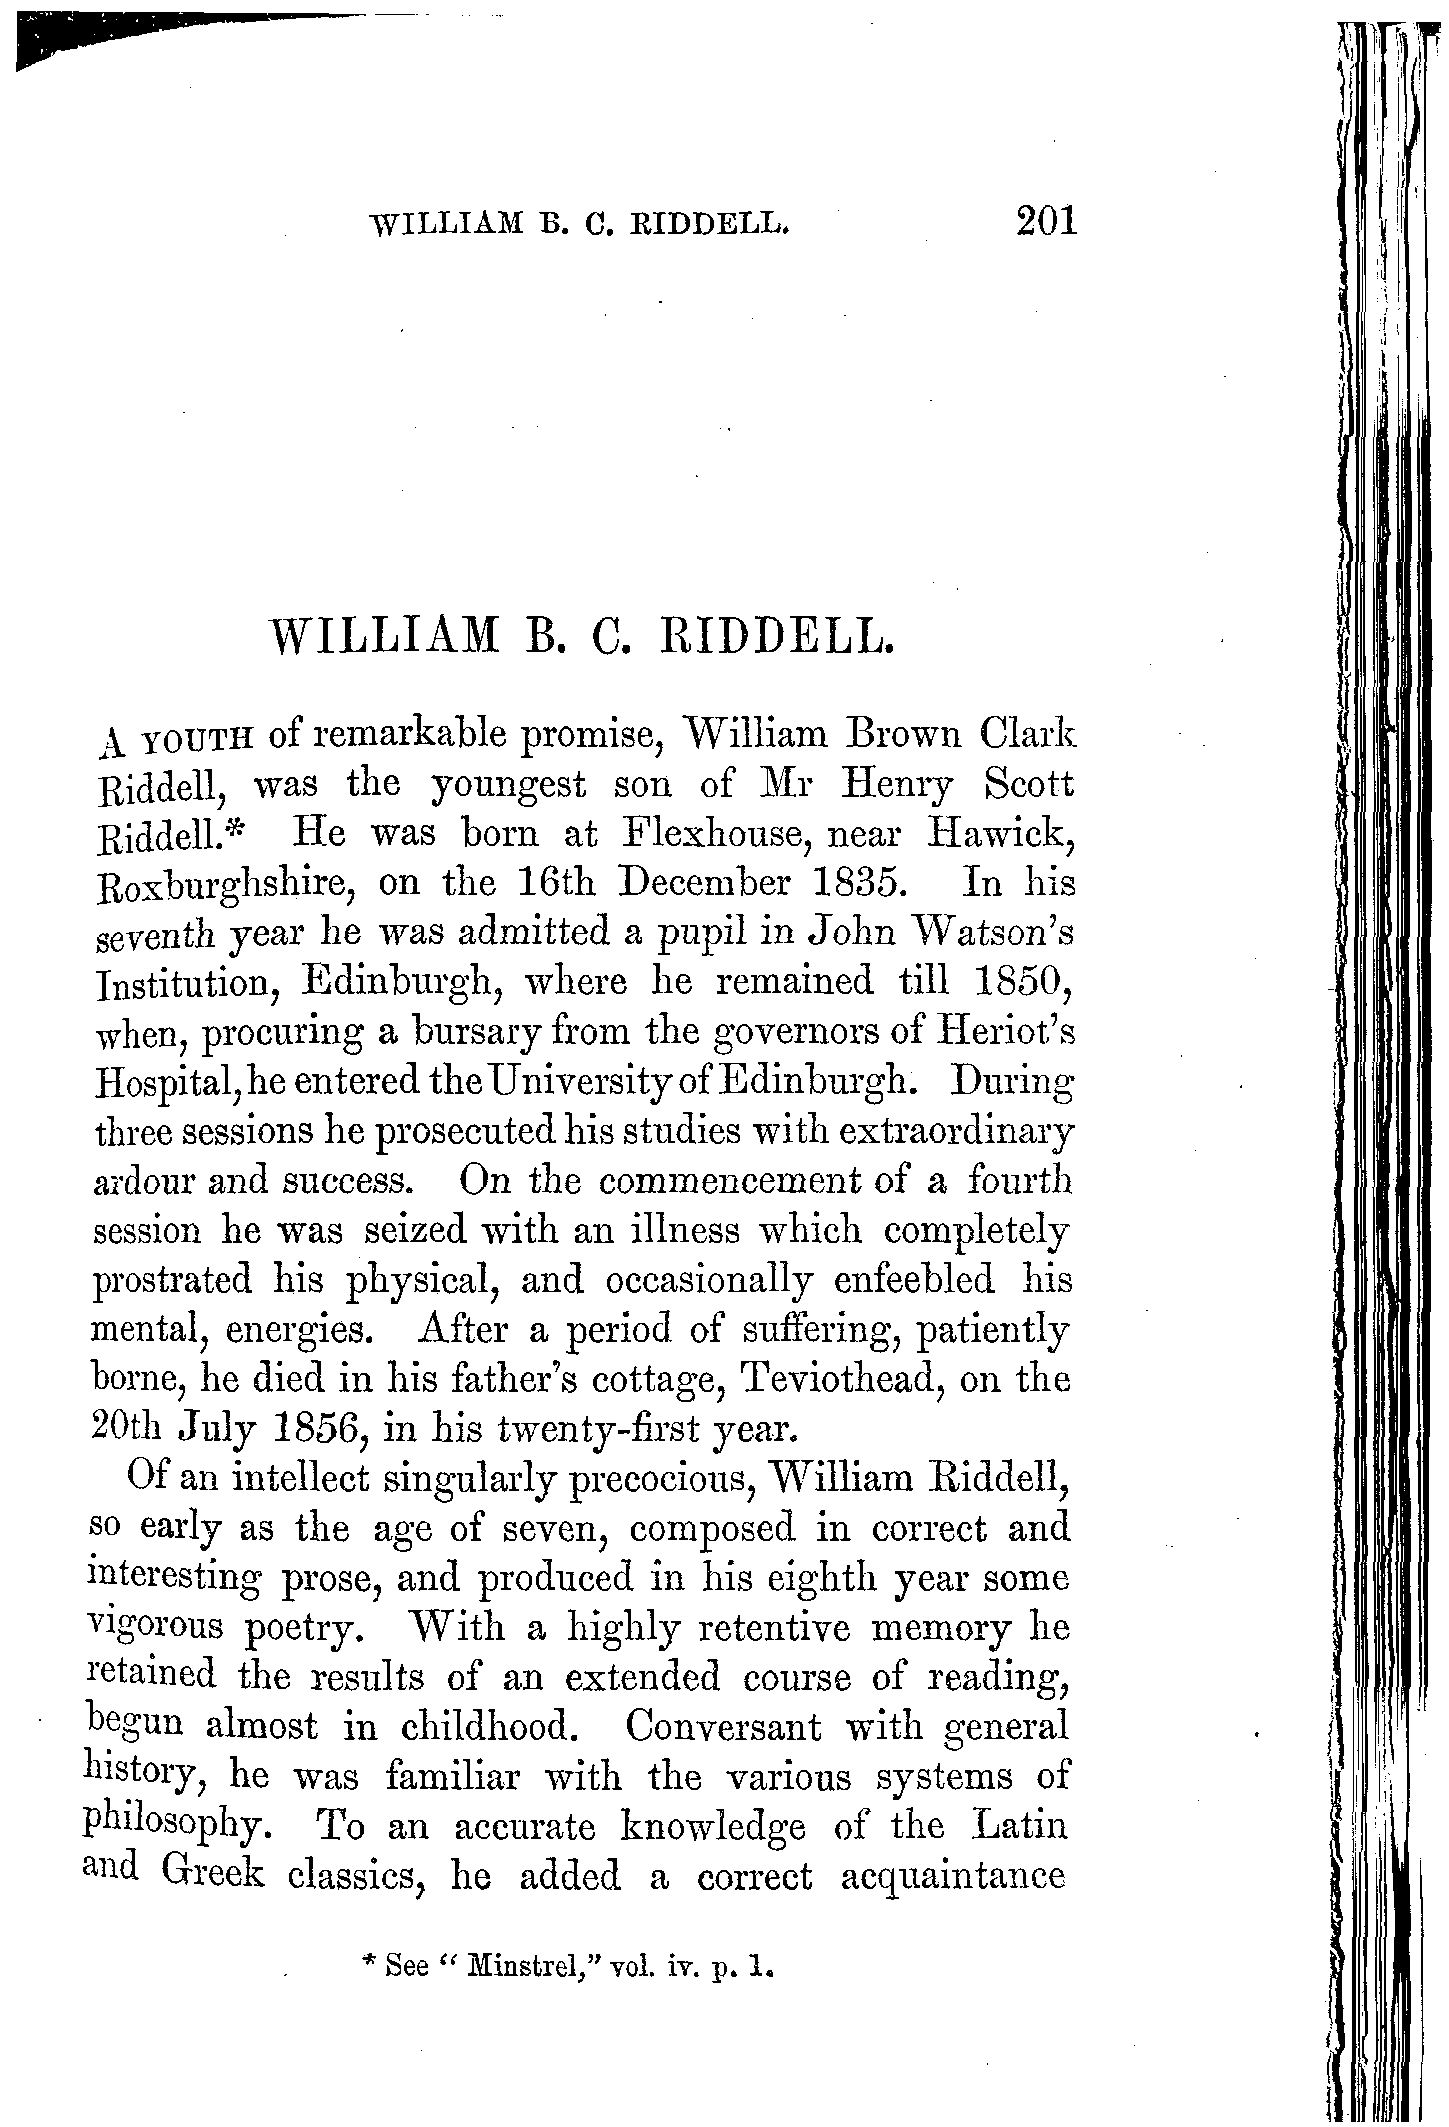 WILLIAM B. C. RIDDELL. 201
WILLIAM B. C. RIDDELL.
A YOUTH of remarkable promise, William Brown Clark
Riddell, was the youngest son of Mr Henry Scott
Riddell.* He was born at Flexhouse, near Hawick,
Roxburghshire, on the 16th December 1835. In his
seventh year he was admitted a pupil in John Watson's
Institution, Edinburgh, where he remained till 1850,
when, procuring a bursary from the governors of Heriot's
Hospital, he entered the University of Edinburgh. During
three sessions he prosecuted his studies with extraordinary
ardour and success. On the commencement of a fourth
session he was seized with an illness which completely
prostrated his physical, and occasionally enfeebled his
mental, energies. After a period of suffering, patiently
borne, he died in his father's cottage, Teviothead, on the
20th July 1856, in his twenty-first year.
Of an intellect singularly precocious, William Riddell,
so early as the age of seven, composed in correct and
interesting prose, and produced in his eighth year some
vigorous poetry. With a highly retentive memory he
retained the results of an extended course of reading,
begun almost in childhood. Conversant with general
history, he was familiar with the various systems of
philosophy. To an accurate knowledge of the Latin
and Greek classics, he added a correct acquaintance
* See “ Minstrel,” vol. iv. p. 1.